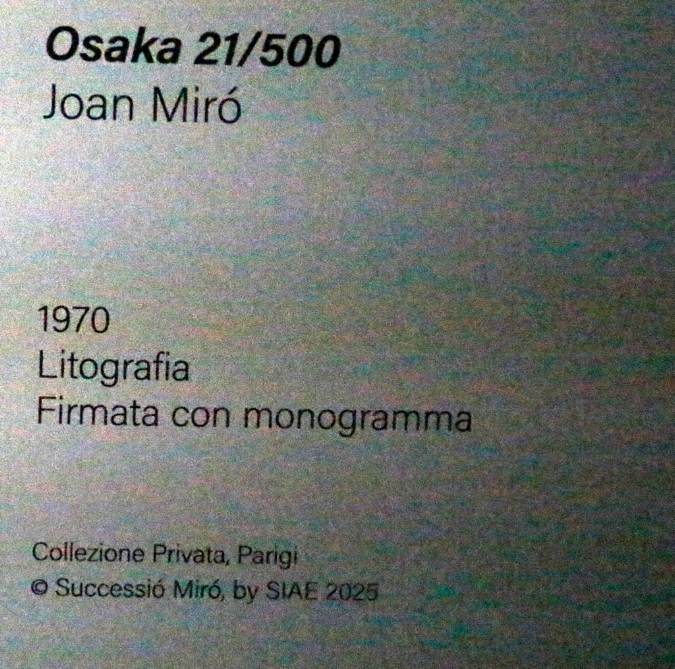 Osaka 21/500
Joan Miró
1970
Litografia
Firmata con monogramma
Collezione Privata, Parigi
© Successió Miró, by SIAE 2025